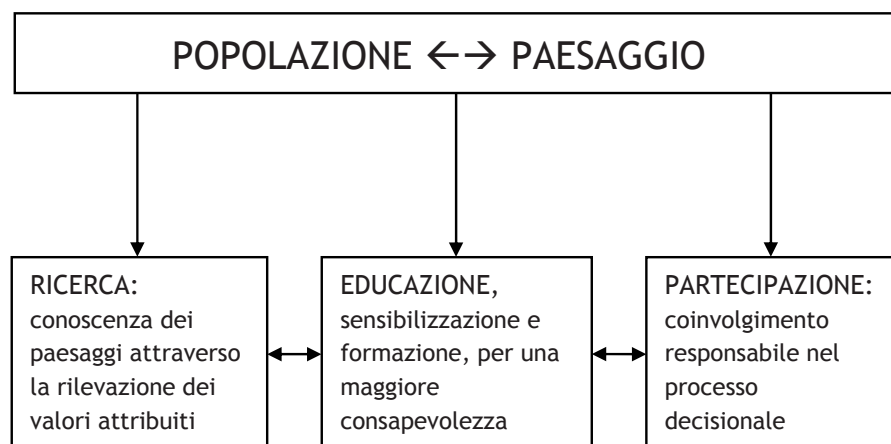 POPOLAZIONE ←→ PAESAGGIO
RICERCA:
conoscenza dei
paesaggi attraverso
la rilevazione dei
valori attribuiti
EDUCAZIONE,
sensibilizzazione e
formazione, per una
maggiore
consapevolezza
PARTECIPAZIONE:
coinvolgimento
responsabile nel
processo
decisionale